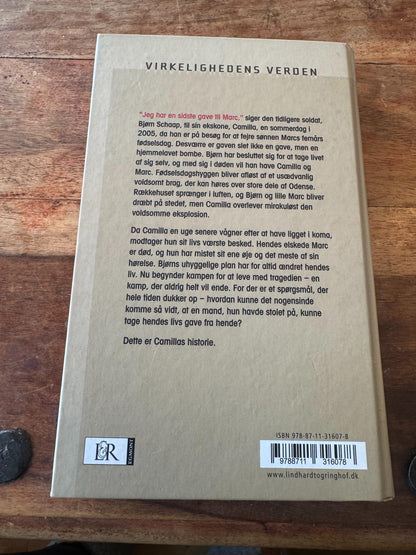 VIRKELIGHEDENS VERDEN
"Jeg har en sidste gave til Marc," siger den tidligere soldat,
Bjørn Schaap, til sin ekskone, Camilla, en sommerdag i
2005, da han er på besøg for at fejre sønnen Marcs femårs
fødselsdag. Desværre er gaven slet ikke en gave, men en
hjemmelavet bombe. Bjørn har besluttet sig for at tage livet
af sig selv, og med sig i døden vil han have Camilla og
Marc. Fødselsdagshyggen bliver afløst af et usædvanlig
voldsomt brag, der kan høres over store dele af Odense.
Rækkehuset sprænger i luften, og Bjørn og lille Marc bliver
dræbt på stedet, men Camilla overlever mirakuløst den
voldsomme eksplosion.
Da Camilla en uge senere vågner efter at have ligget i koma,
modtager hun sit livs værste besked. Hendes elskede Marc
er død, og hun har mistet sit ene øje og det meste af sin
hørelse. Bjørns uhyggelige plan har for altid ændret hendes
liv. Nu begynder kampen for at leve med tragedien – en
kamp, der aldrig helt vil ende. For der er et spørgsmål, der
hele tiden dukker op – hvordan kunne det nogensinde
komme så vidt, at en mand, hun havde stolet på, kunne
tage hendes livs gave fra hende?
Dette er Camillas historie.
ISBN 978-87-11-31607-8
9 788711 316078
www.lindhardtogringhof.dk
L&R
EGMONT